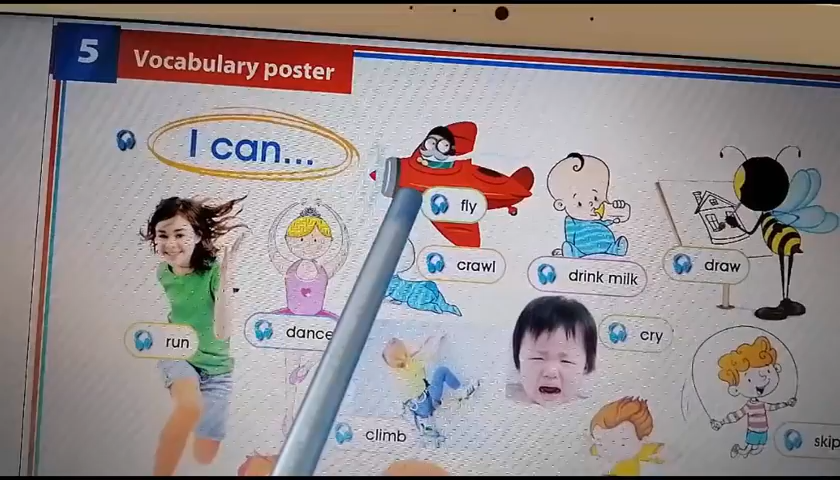 5
Vocabulary poster
I can...
fly
crawl
drink milk
draw
run
dance
cry
climb
skip